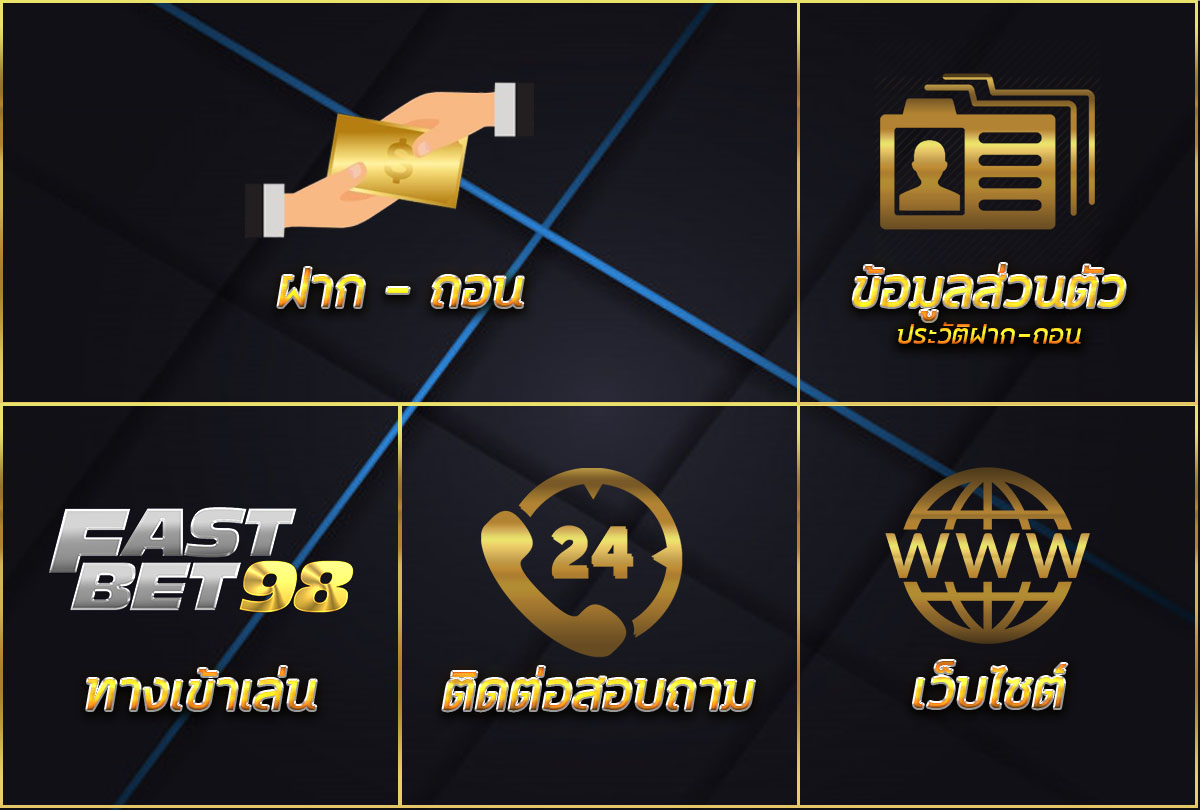 $
ฝาก - ถอน
ข้อมูลส่วนตัว
ประวัติฝาก-ถอน
FAST
BET98
ทางเข้าเล่น
24
ติดต่อสอบถาม
WWW
เว็บไซต์